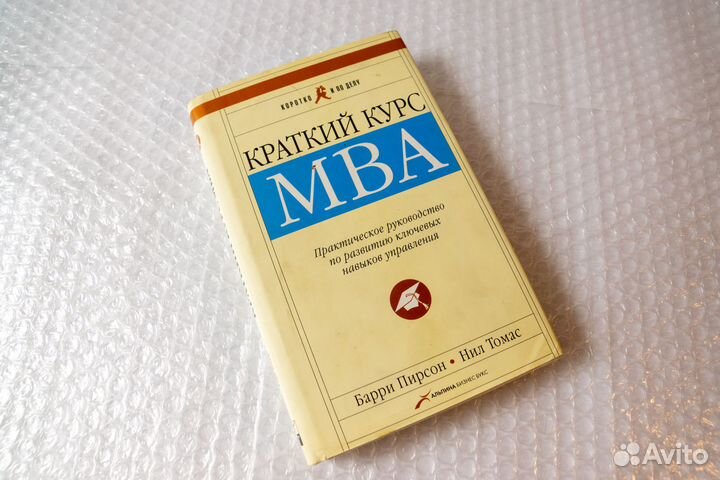 КОРОТКО И ПО ДЕЛУ
КРАТКИЙ КУРС
MBA
Практическое руководство
по развитию ключевых
навыков управления
Барри Пирсон • Нил Томас
АЛЬПИНА БИЗНЕС БУКС
Avito